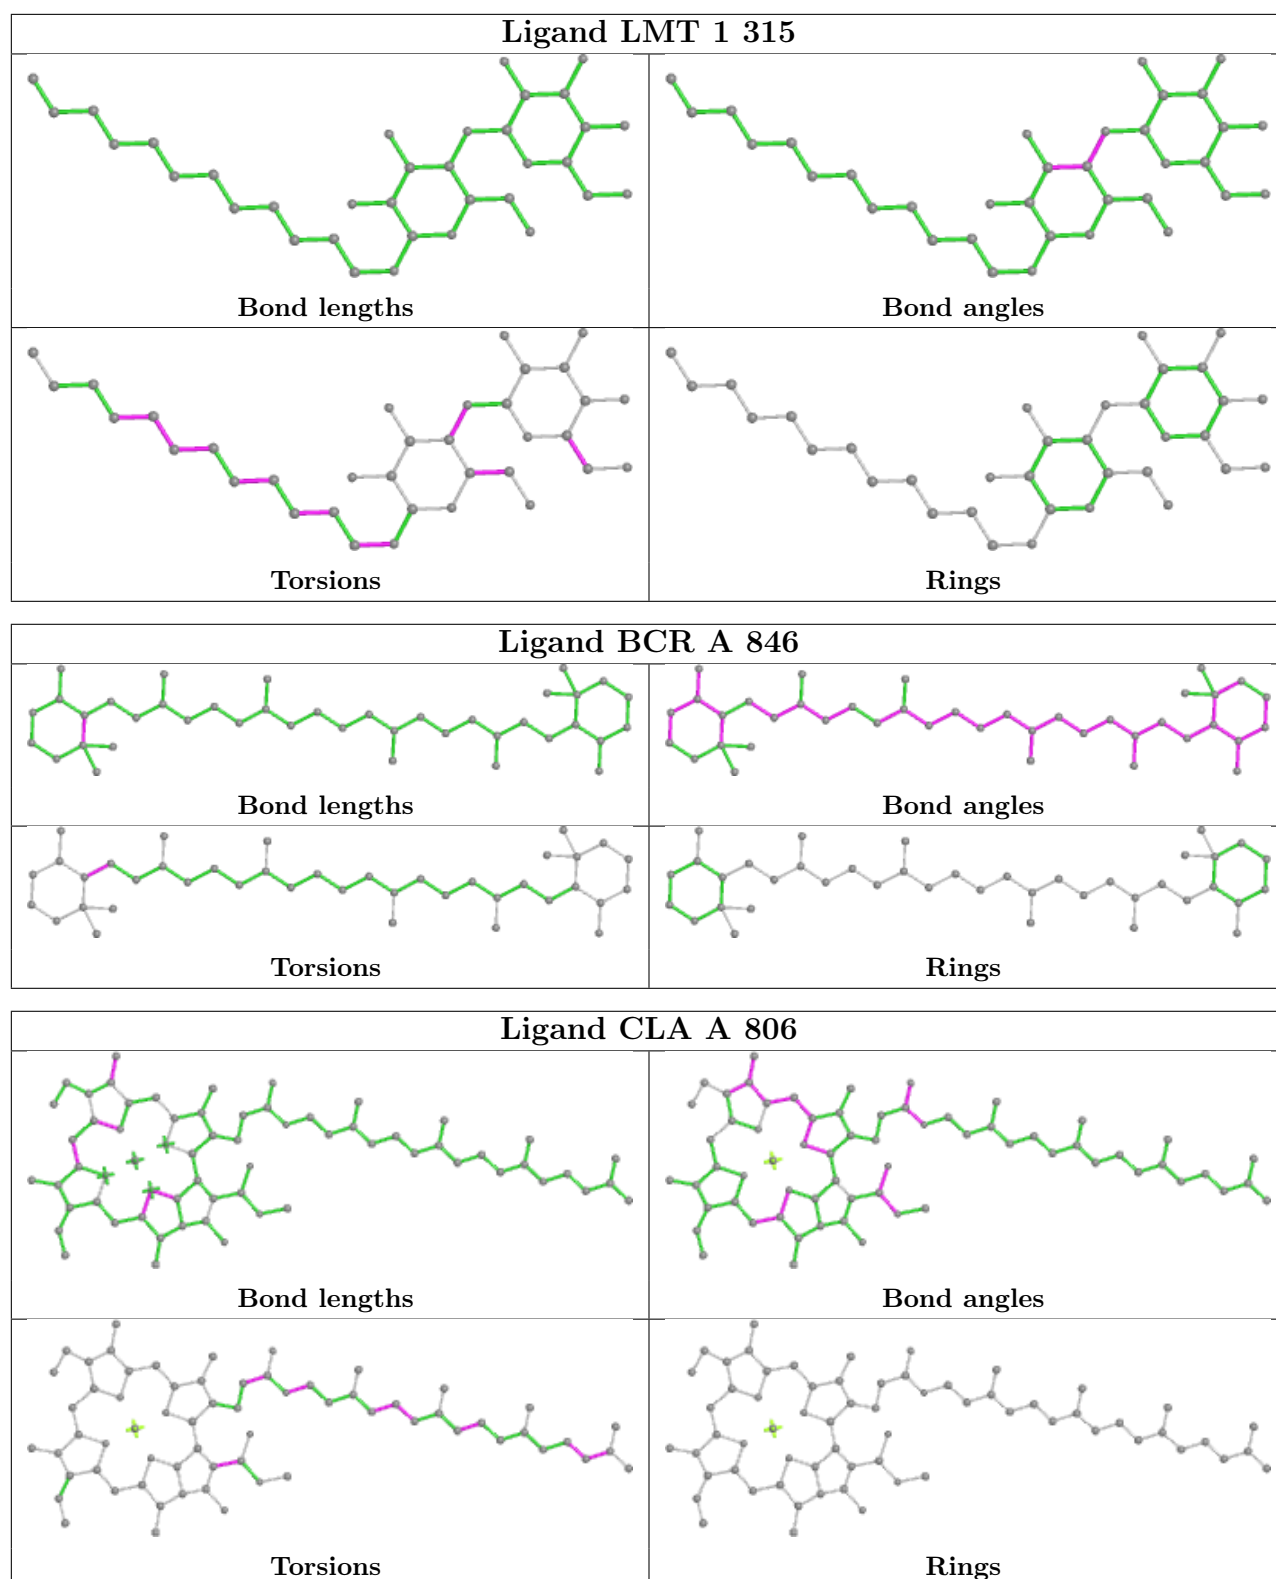 Ligand LMT 1 315
Bond lengths
Bond angles
Torsions
Rings
Ligand BCR A 846
Bond lengths
Bond angles
Torsions
Rings
Ligand CLA A 806
Bond lengths
Bond angles
Torsions
Rings